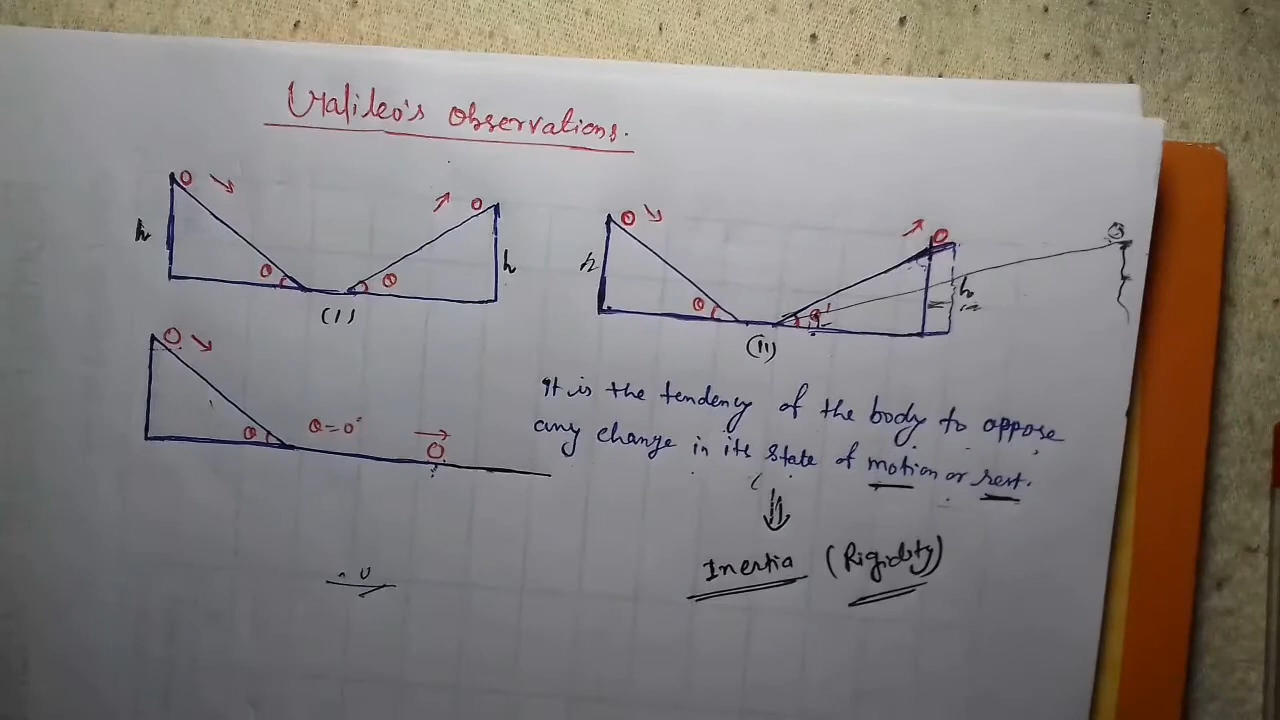 Galileo's Observations.
h
θ
θ
h
(I)
h
θ
θ'
h
(II)
θ
θ=0°
It is the tendency of the body to oppose
any change in its state of motion or rest.
Inertia (Rigidity)